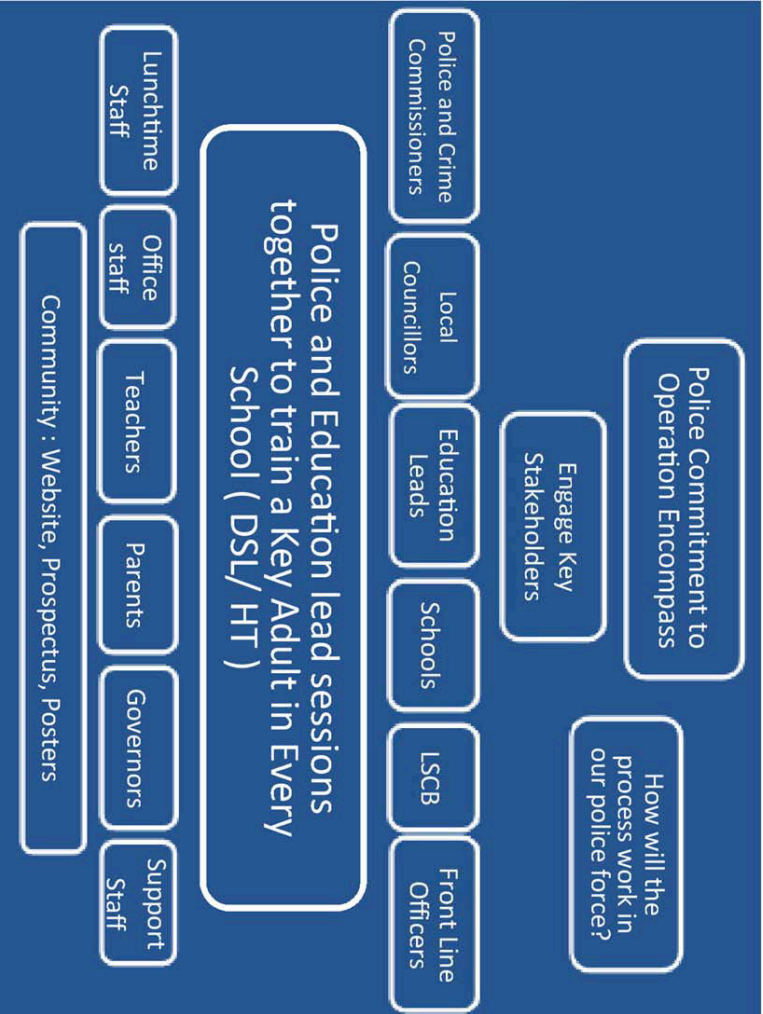 Police Commitment to
Operation Encompass
How will the
process work in
our police force?
Engage Key
Stakeholders
Police and Crime
Commissioners
Local
Councillors
Education
Leads
Schools
LSCB
Front Line
Officers
Police and Education lead sessions
together to train a Key Adult in Every
School ( DSL/ HT )
Lunchtime
Staff
Office
staff
Teachers
Parents
Governors
Support
Staff
Community : Website, Prospectus, Posters